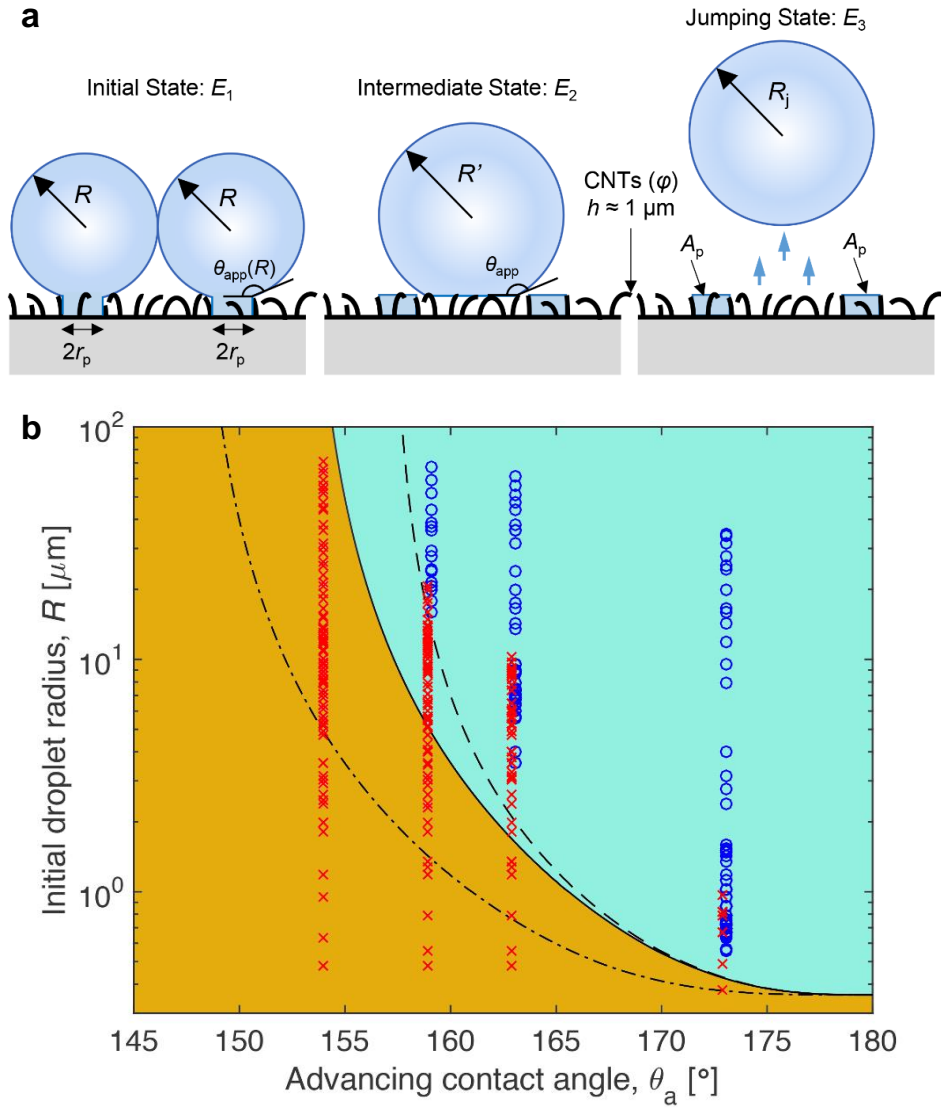 a
Jumping State: E₃
Initial State: E₁
Intermediate State: E₂
R
R
R'
Rⱼ
θapp(R)
θapp
CNTs (φ)
h ≈ 1 μm
Aₚ
Aₚ
2rₚ
2rₚ
b
Initial droplet radius, R [μm]
10²
10¹
10⁰
145 150 155 160 165 170 175 180
Advancing contact angle, θₐ [°]